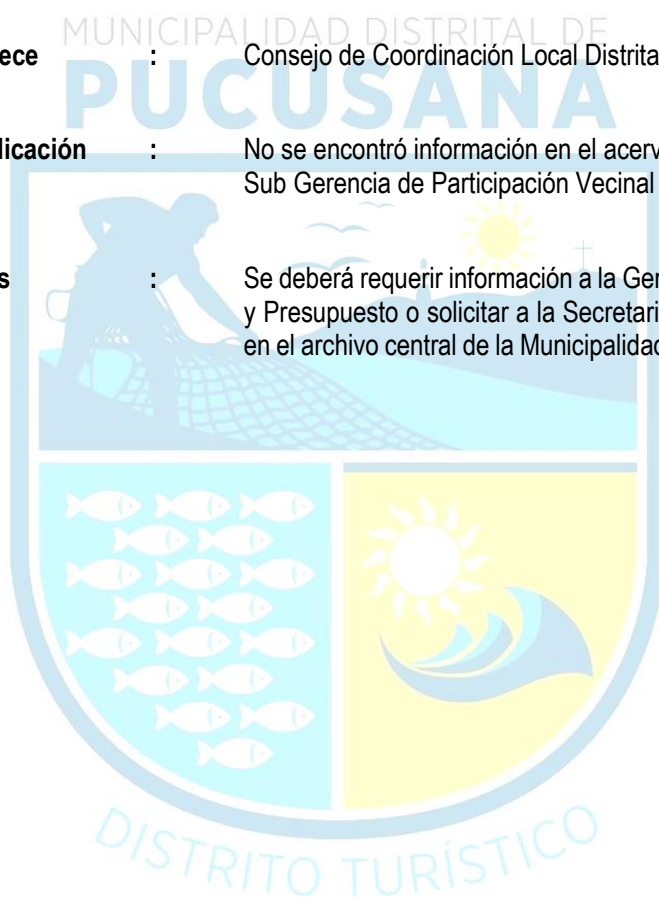 MUNICIPALIDAD DISTRITAL DE
ece : Consejo de Coordinación Local Distrita
PUCUSANA
licación : No se encontró información en el acerv
Sub Gerencia de Participación Vecinal
s : Se deberá requerir información a la Ger
y Presupuesto o solicitar a la Secretari
en el archivo central de la Municipalidad
DISTRITO TURÍSTICO